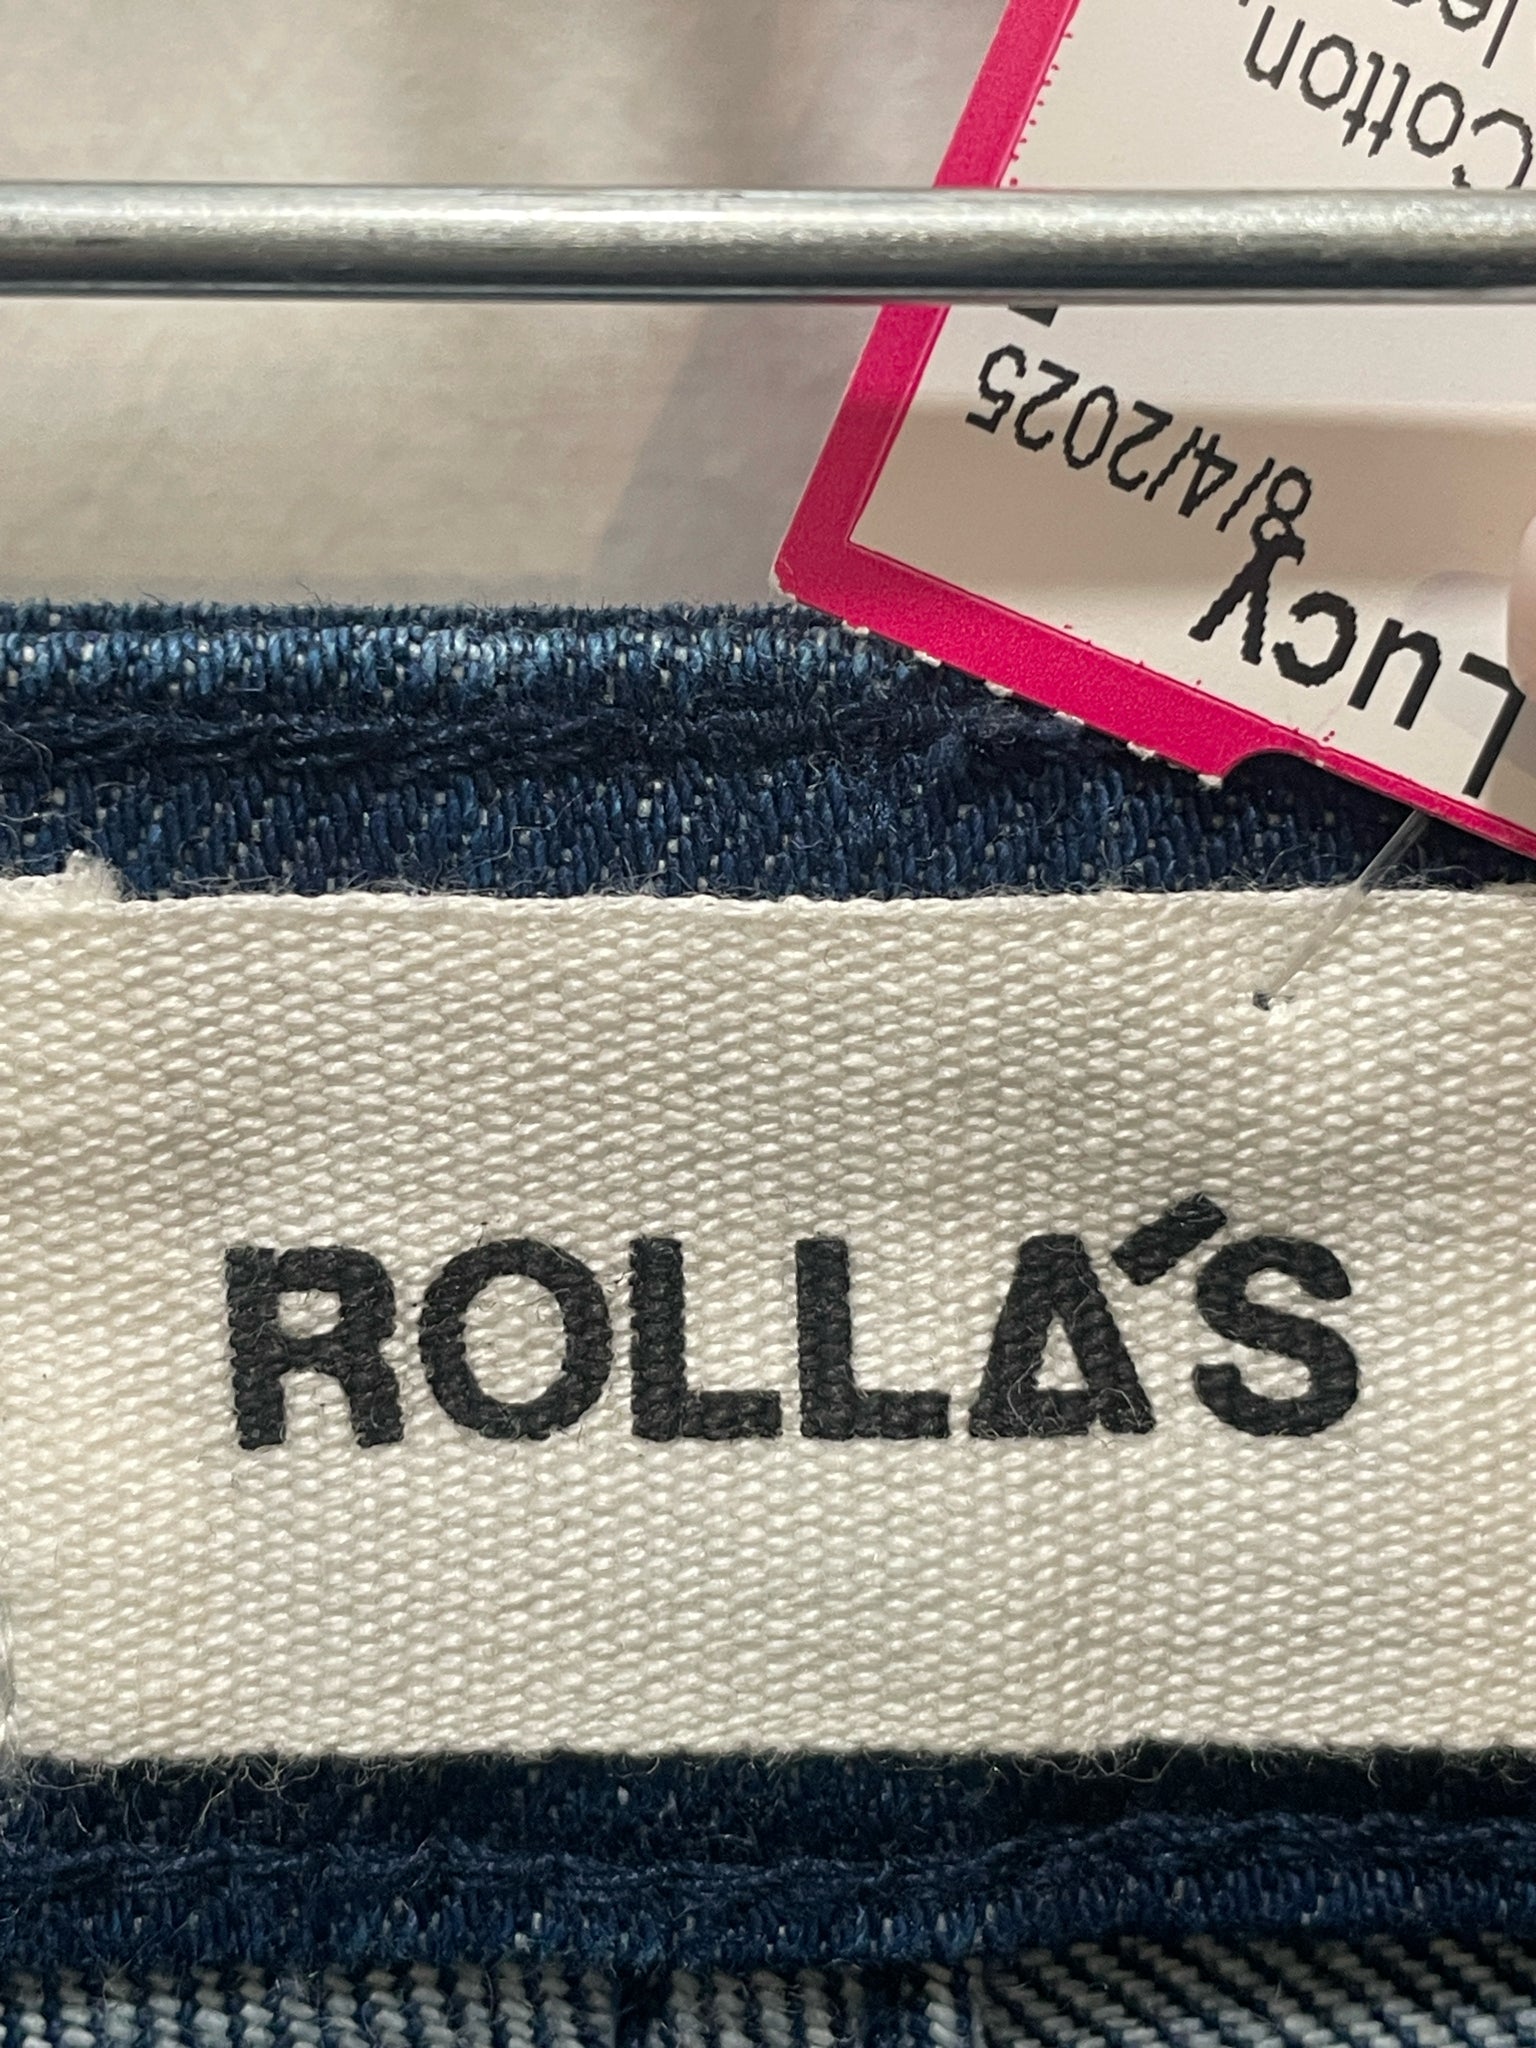 Cotton,
8/4/2025
Lucy
ROLLA'S